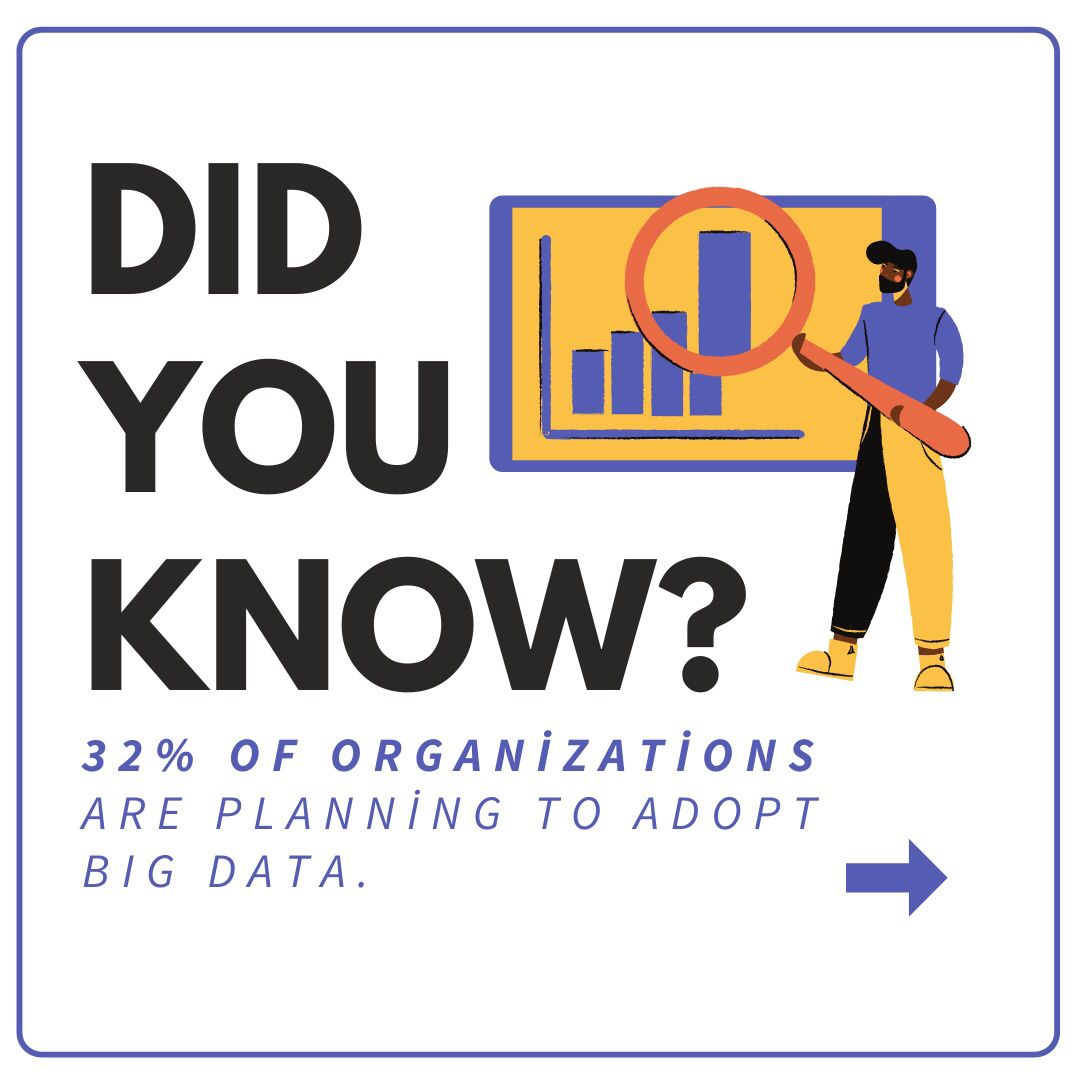 DID
YOU
KNOW?
32% OF ORGANİZATİONS
ARE PLANNİNG TO ADOPT
BIG DATA.